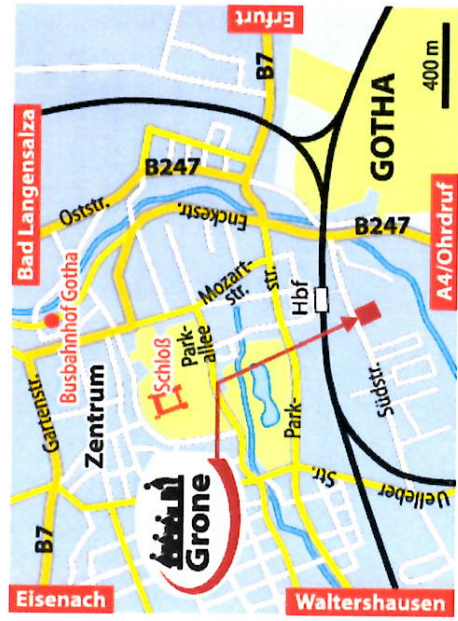 Bad Langensalza
Erfurt
B7
Oststr.
B247
Busbahnhof Gotha
Gartenstr.
Enckestr.
Mozart-
str.
Zentrum
Schloß
Park-
allee
B7
Eisenach
Grone
Park-
str.
Hbf
B247
GOTHA
400 m
A4/Ohrdruf
Südstr.
Uelleber
Str.
Waltershausen